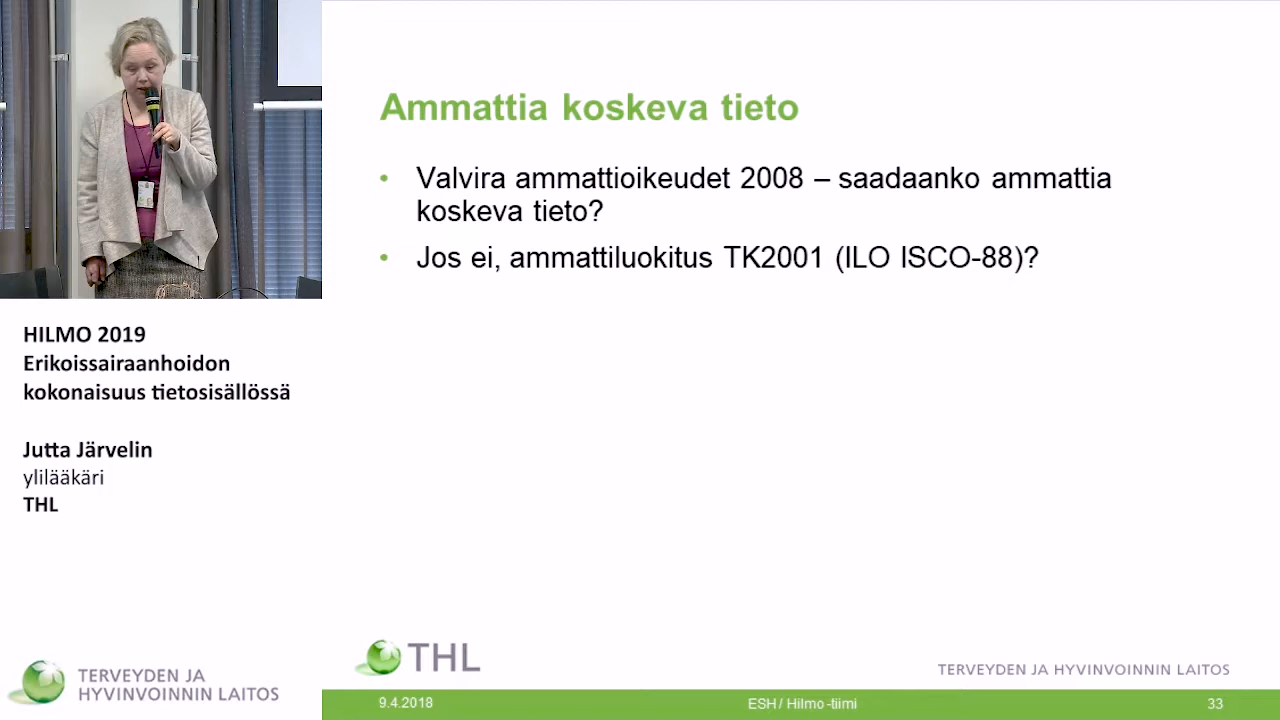 HILMO 2019
Erikoissairaanhoidon
kokonaisuus tietosisällössä
Jutta Järvelin
ylilääkäri
THL
TERVEYDEN JA
HYVINVOINNIN LAITOS
Ammattia koskeva tieto
• Valvira ammattioikeudet 2008 – saadaanko ammattia
koskeva tieto?
• Jos ei, ammattiluokitus TK2001 (ILO ISCO-88)?
THL
TERVEYDEN JA HYVINVOINNIN LAITOS
9.4.2018
ESH / Hilmo -tiimi
33